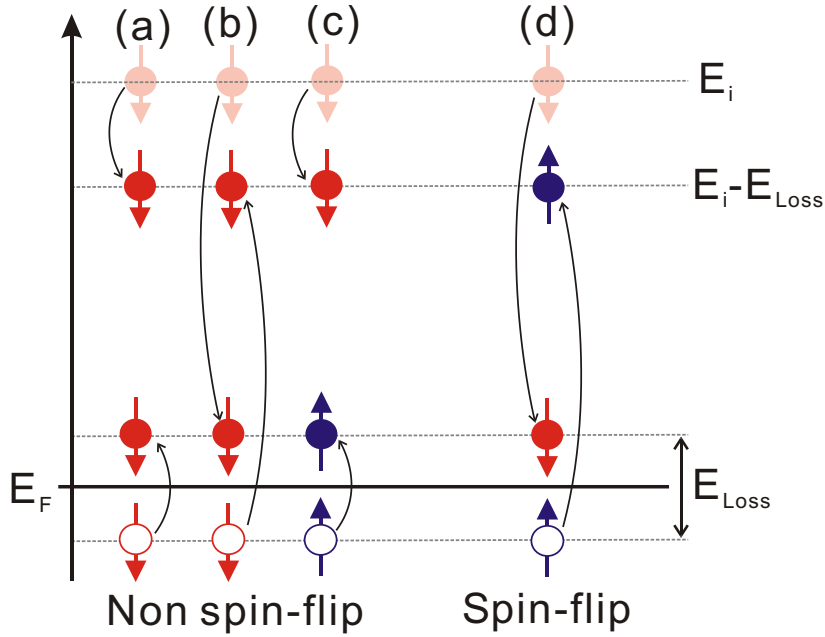 (a) (b) (c) (d)
E_i
E_i-E_Loss
E_F
E_Loss
Non spin-flip Spin-flip